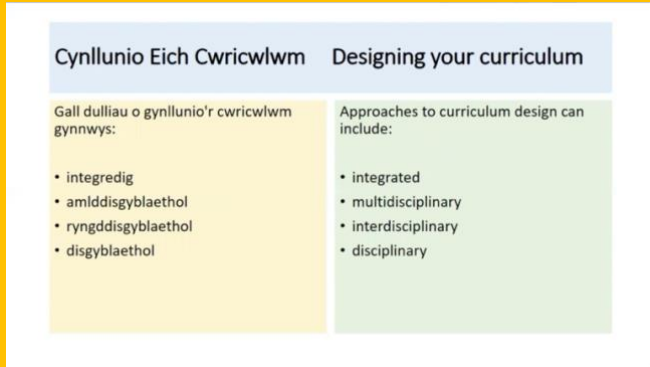 Cynllunio Eich Cwricwlwm
Designing your curriculum
Gall dulliau o gynllunio'r cwricwlwm
gynnwys:
• integredig
• amlddisgyblaethol
• ryngddisgyblaethol
• disgyblaethol
Approaches to curriculum design can
include:
• integrated
• multidisciplinary
• interdisciplinary
• disciplinary